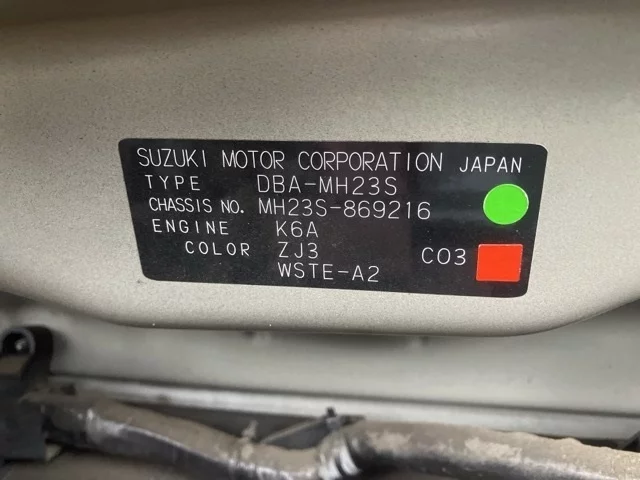 SUZUKI MOTOR CORPORATION JAPAN
TYPE DBA-MH23S
CHASSIS NO. MH23S-869216
ENGINE K6A
COLOR ZJ3 C03
WSTE-A2